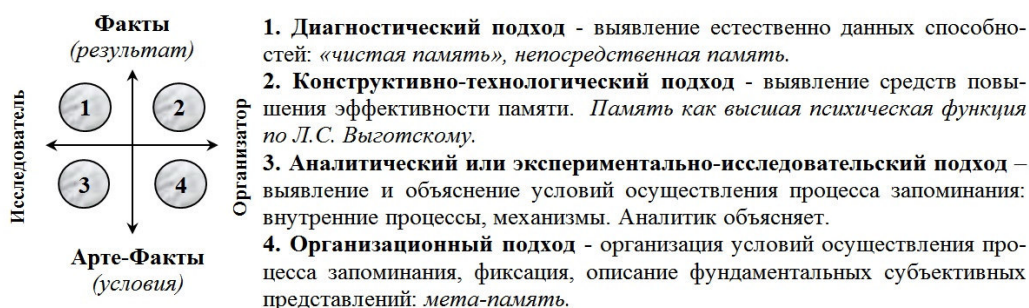 Факты
(результат)
Исследователь
1
2
3
4
Организатор
Арте-Факты
(условия)
1. Диагностический подход - выявление естественно данных способно-
стей: «чистая память», непосредственная память.
2. Конструктивно-технологический подход - выявление средств повы-
шения эффективности памяти. Память как высшая психическая функция
по Л.С. Выготскому.
3. Аналитический или экспериментально-исследовательский подход –
выявление и объяснение условий осуществления процесса запоминания:
внутренние процессы, механизмы. Аналитик объясняет.
4. Организационный подход - организация условий осуществления про-
цесса запоминания, фиксация, описание фундаментальных субъективных
представлений: мета-память.